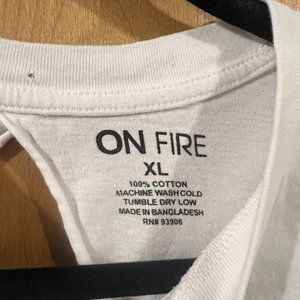 ON FIRE
XL
100% COTTON
MACHINE WASH COLD
TUMBLE DRY LOW
MADE IN BANGLADESH
RN# 93906